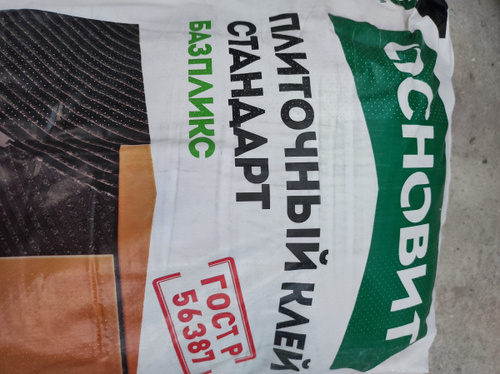 ОСНОВИТ
ПЛИТОЧНЫЙ КЛЕЙ
СТАНДАРТ
БАЗПЛИКС
ГОСТ Р
56387